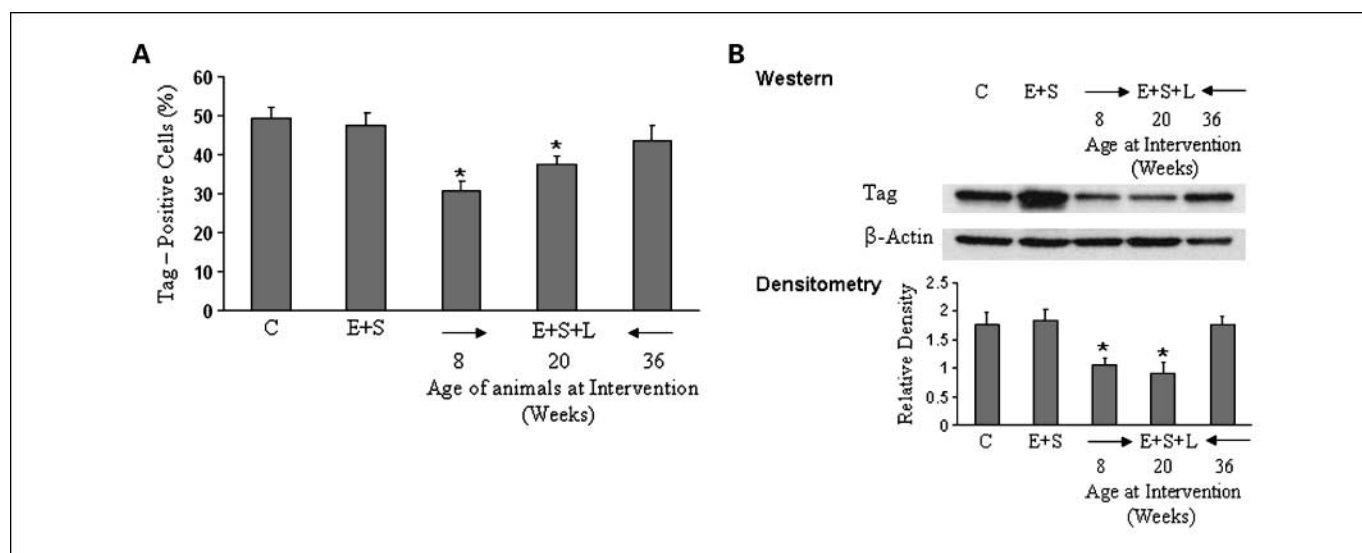 A
Tag – Positive Cells (%)
60
50
40
30
20
10
0
*
*
C E+S → E+S+L ←
8 20 36
Age of animals at Intervention
(Weeks)
B
Western
C E+S → E+S+L ←
8 20 36
Age at Intervention
(Weeks)
Tag
β-Actin
Densitometry
Relative Density
2
1.5
1
0.5
0
*
*
C E+S → E+S+L ←
8 20 36
Age at Intervention
(Weeks)